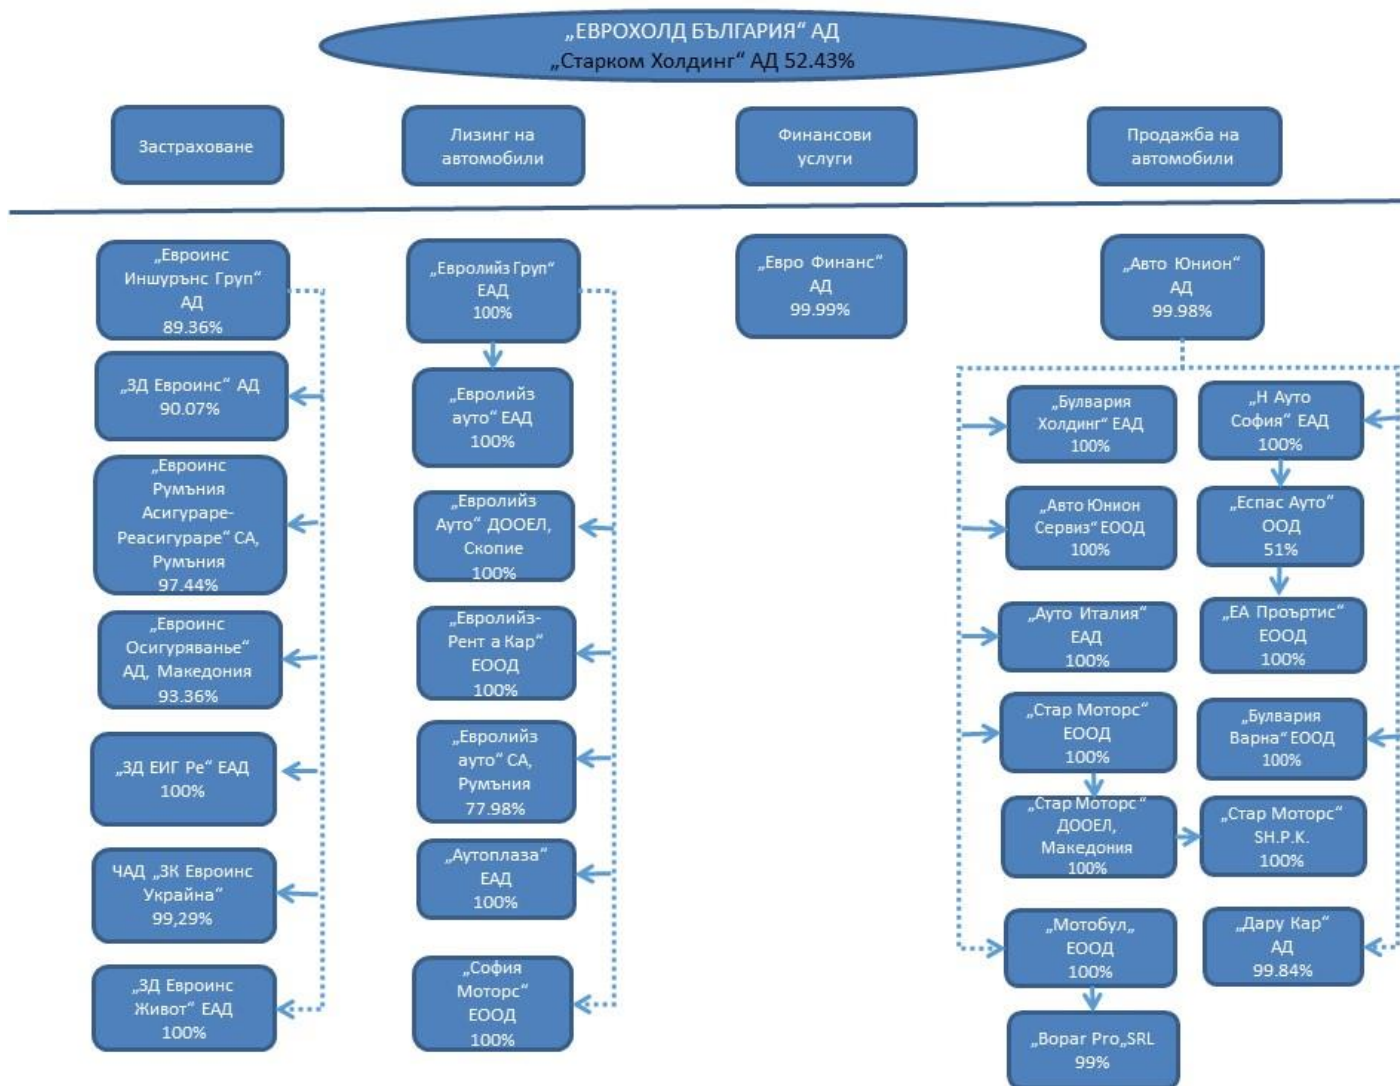 „ЕВРОХОЛД БЪЛГАРИЯ“ АД
„Старком Холдинг“ АД 52.43%
Застраховане
Лизинг на
автомобили
Финансови
услуги
Продажба на
автомобили
„Евроинс
Иншурънс Груп“
АД
89.36%
„ЗД Евроинс“ АД
90.07%
„Евроинс
Румъния
Асигураре-
Реасигураре“ СА,
Румъния
97.44%
„Евроинс
Осигуряванье“
АД, Македония
93.36%
„ЗД ЕИГ Ре“ ЕАД
100%
ЧАД „ЗК Евроинс
Украйна“
99,29%
„ЗД Евроинс
Живот“ ЕАД
100%
„Евролийз Груп“
ЕАД
100%
„Евролийз
ауто“ ЕАД
100%
„Евролийз
Ауто“ ДООЕЛ,
Скопие
100%
„Евролийз-
Рент а Кар“
ЕООД
100%
„Евролийз
ауто“ СА,
Румъния
77.98%
„Аутоплаза“
ЕАД
100%
„София
Моторс“
ЕООД
100%
„Евро Финанс“
АД
99.99%
„Авто Юнион“
АД
99.98%
„Булвария
Холдинг“ ЕАД
100%
„Авто Юнион
Сервиз“ ЕООД
100%
„Ауто Италия“
ЕАД
100%
„Стар Моторс“
ЕООД
100%
„Стар Моторс“
ДООЕЛ,
Македония
100%
„Мотобул„
ЕООД
100%
„Bopar Pro„SRL
99%
„Н Ауто
София“ ЕАД
100%
„Еспас Ауто“
ООД
51%
„ЕА Проъртис“
ЕООД
100%
„Булвария
Варна“ ЕООД
100%
„Стар Моторс“
SH.P.K.
100%
„Дару Кар“
АД
99.84%